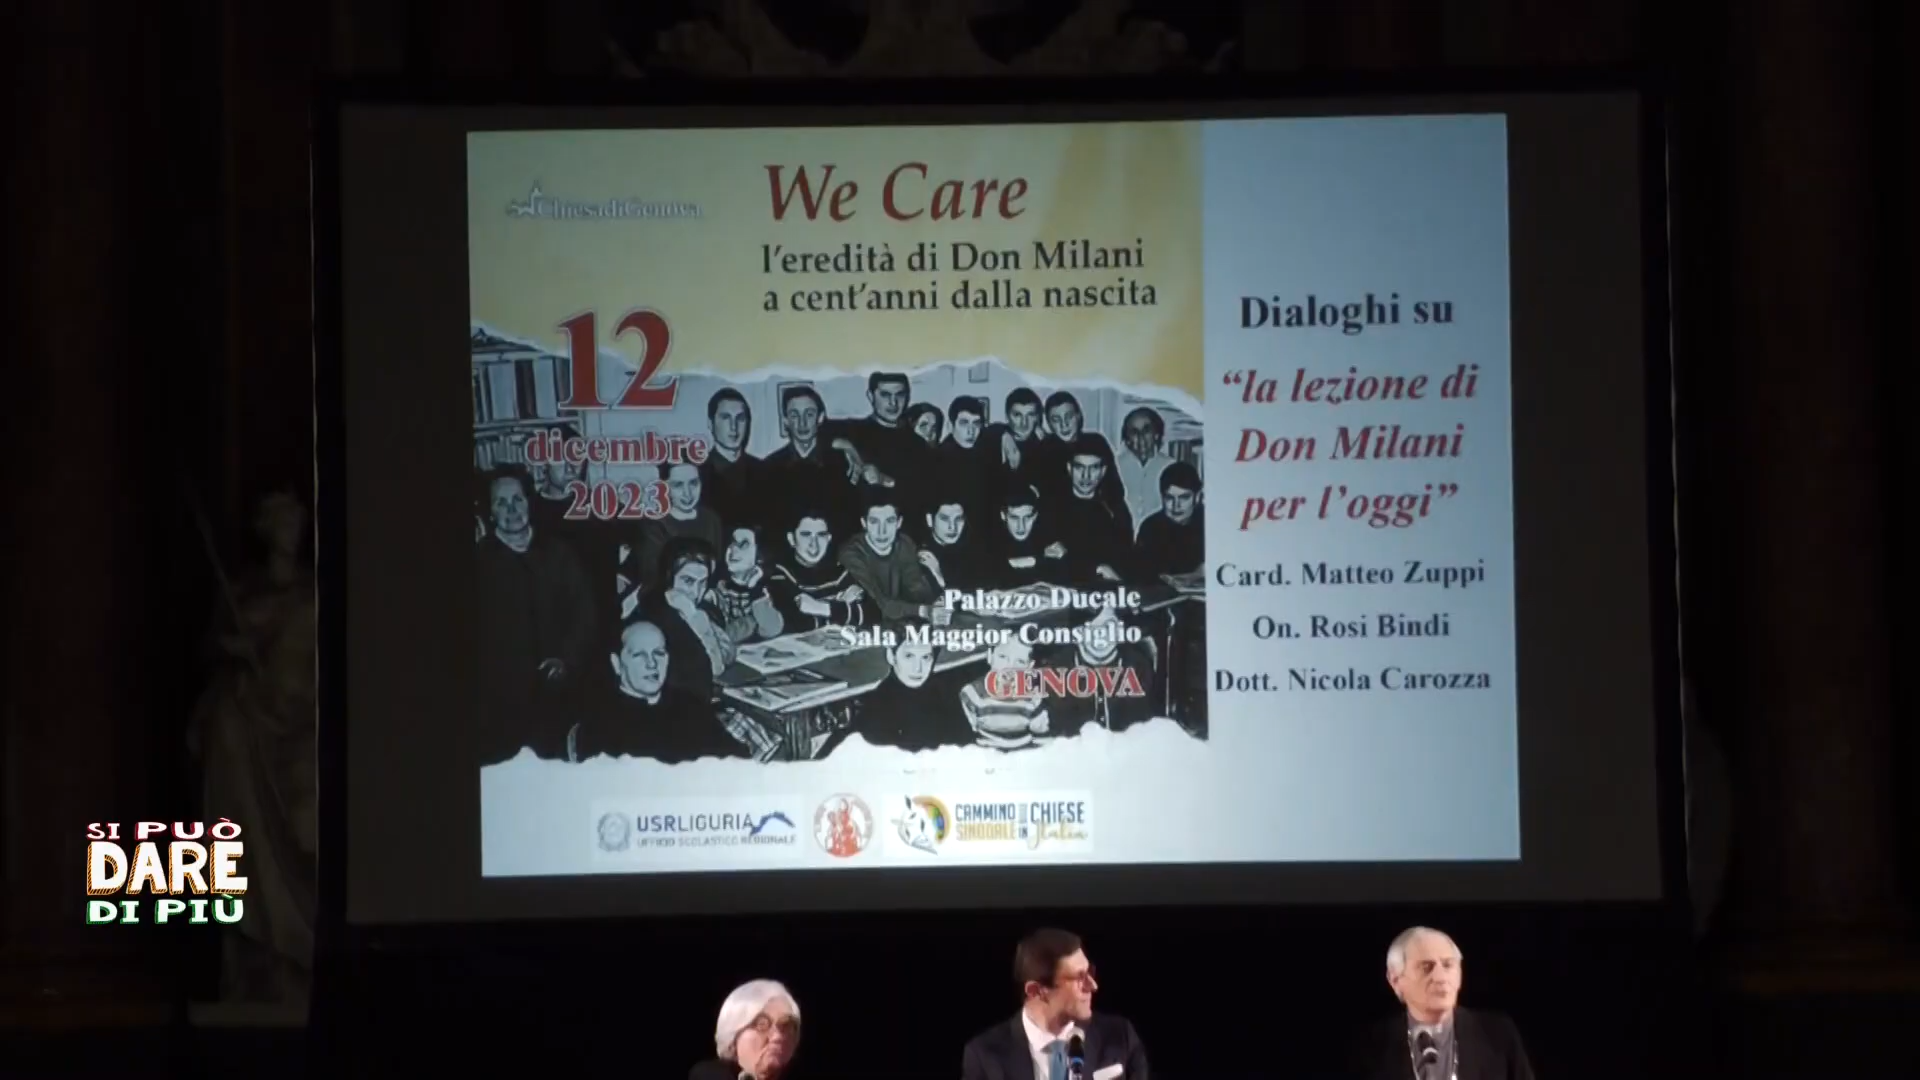 ChiesadiGenova
We Care
l'eredità di Don Milani
a cent'anni dalla nascita
12
dicembre
2023
Palazzo Ducale
Sala Maggior Consiglio
GENOVA
Dialoghi su
“la lezione di
Don Milani
per l'oggi”
Card. Matteo Zuppi
On. Rosi Bindi
Dott. Nicola Carozza
USRLIGURIA
UFFICIO SCOLASTICO REGIONALE
CAMMINO CHIESE
SINODALE IN Italia
SI PUÒ
DARE
DI PIÙ